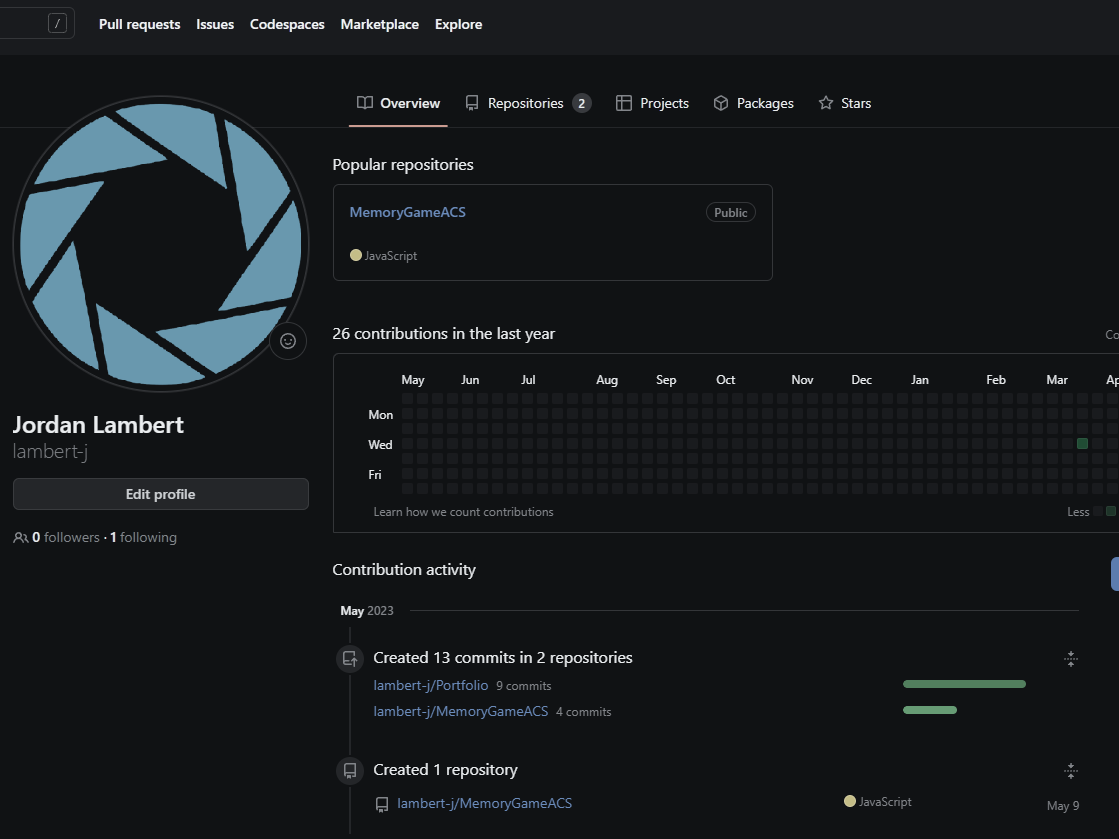 / Pull requests Issues Codespaces Marketplace Explore
Overview Repositories 2 Projects Packages Stars
Popular repositories
MemoryGameACS Public
JavaScript
26 contributions in the last year
Co
May Jun Jul Aug Sep Oct Nov Dec Jan Feb Mar Ap
Mon
Wed
Fri
Learn how we count contributions Less
Jordan Lambert
lambert-j
Edit profile
0 followers · 1 following
Contribution activity
May 2023
Created 13 commits in 2 repositories
lambert-j/Portfolio 9 commits
lambert-j/MemoryGameACS 4 commits
Created 1 repository
lambert-j/MemoryGameACS JavaScript May 9